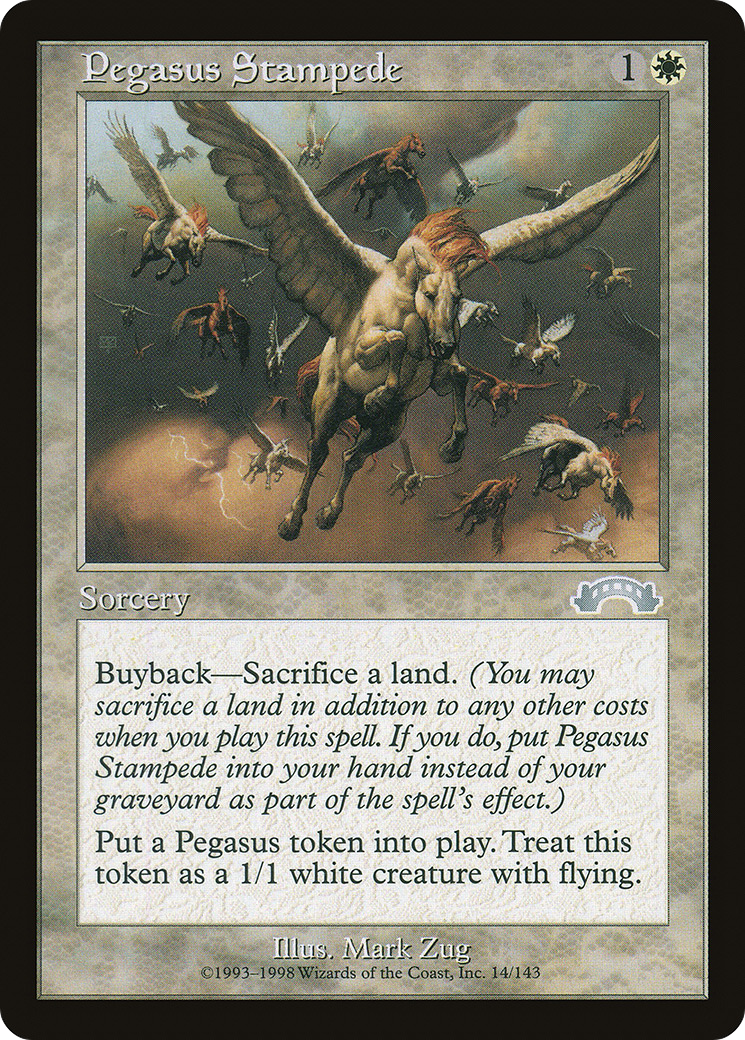 Pegasus Stampede 1
Sorcery
Buyback—Sacrifice a land. (You may
sacrifice a land in addition to any other costs
when you play this spell. If you do, put Pegasus
Stampede into your hand instead of your
graveyard as part of the spell's effect.)
Put a Pegasus token into play. Treat this
token as a 1/1 white creature with flying.
Illus. Mark Zug
©1993–1998 Wizards of the Coast, Inc. 14/143